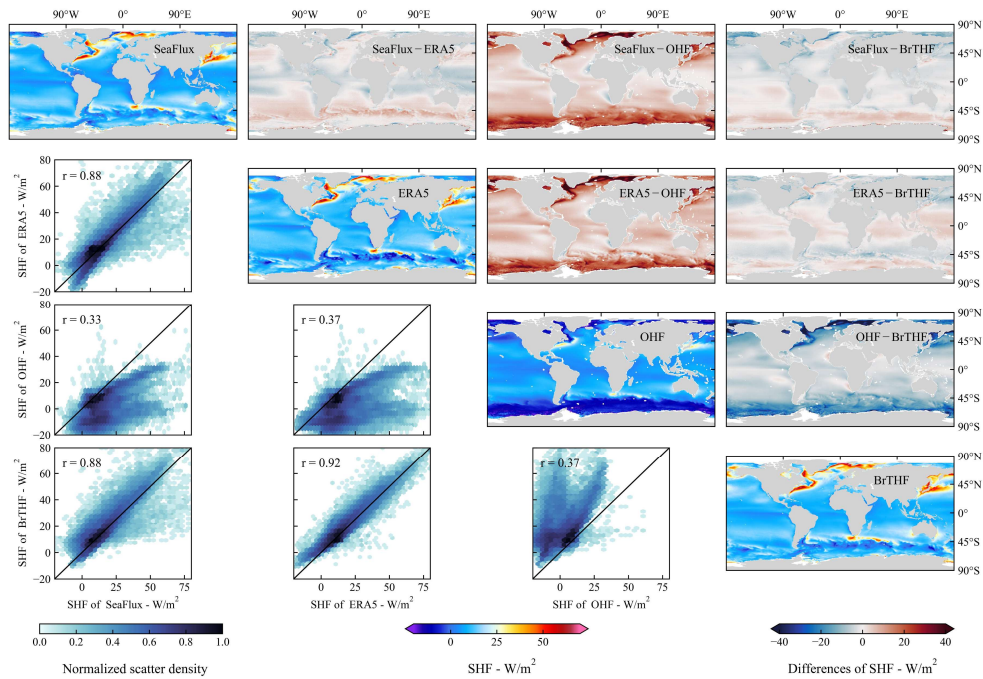 90°W 0° 90°E 90°W 0° 90°E
SeaFlux SeaFlux−ERA5 SeaFlux−OHF SeaFlux−BrTHF
90°N
45°N
0°
45°S
90°S
SHF of ERA5 - W/m²
80
60
40
20
0
−20
r = 0.88
ERA5 ERA5−OHF ERA5−BrTHF
90°N
45°N
0°
45°S
90°S
SHF of OHF - W/m²
80
60
40
20
0
−20
r = 0.33
r = 0.37
OHF OHF−BrTHF
90°N
45°N
0°
45°S
90°S
SHF of BrTHF - W/m²
80
60
40
20
0
−20
r = 0.88
r = 0.92
r = 0.37
BrTHF
90°N
45°N
0°
45°S
90°S
0 25 50 75 0 25 50 75 0 25 50 75
SHF of SeaFlux - W/m² SHF of ERA5 - W/m² SHF of OHF - W/m²
90°W 0° 90°E
0.0 0.2 0.4 0.6 0.8 1.0
Normalized scatter density
0 25 50
SHF - W/m²
−40 −20 0 20 40
Differences of SHF - W/m²